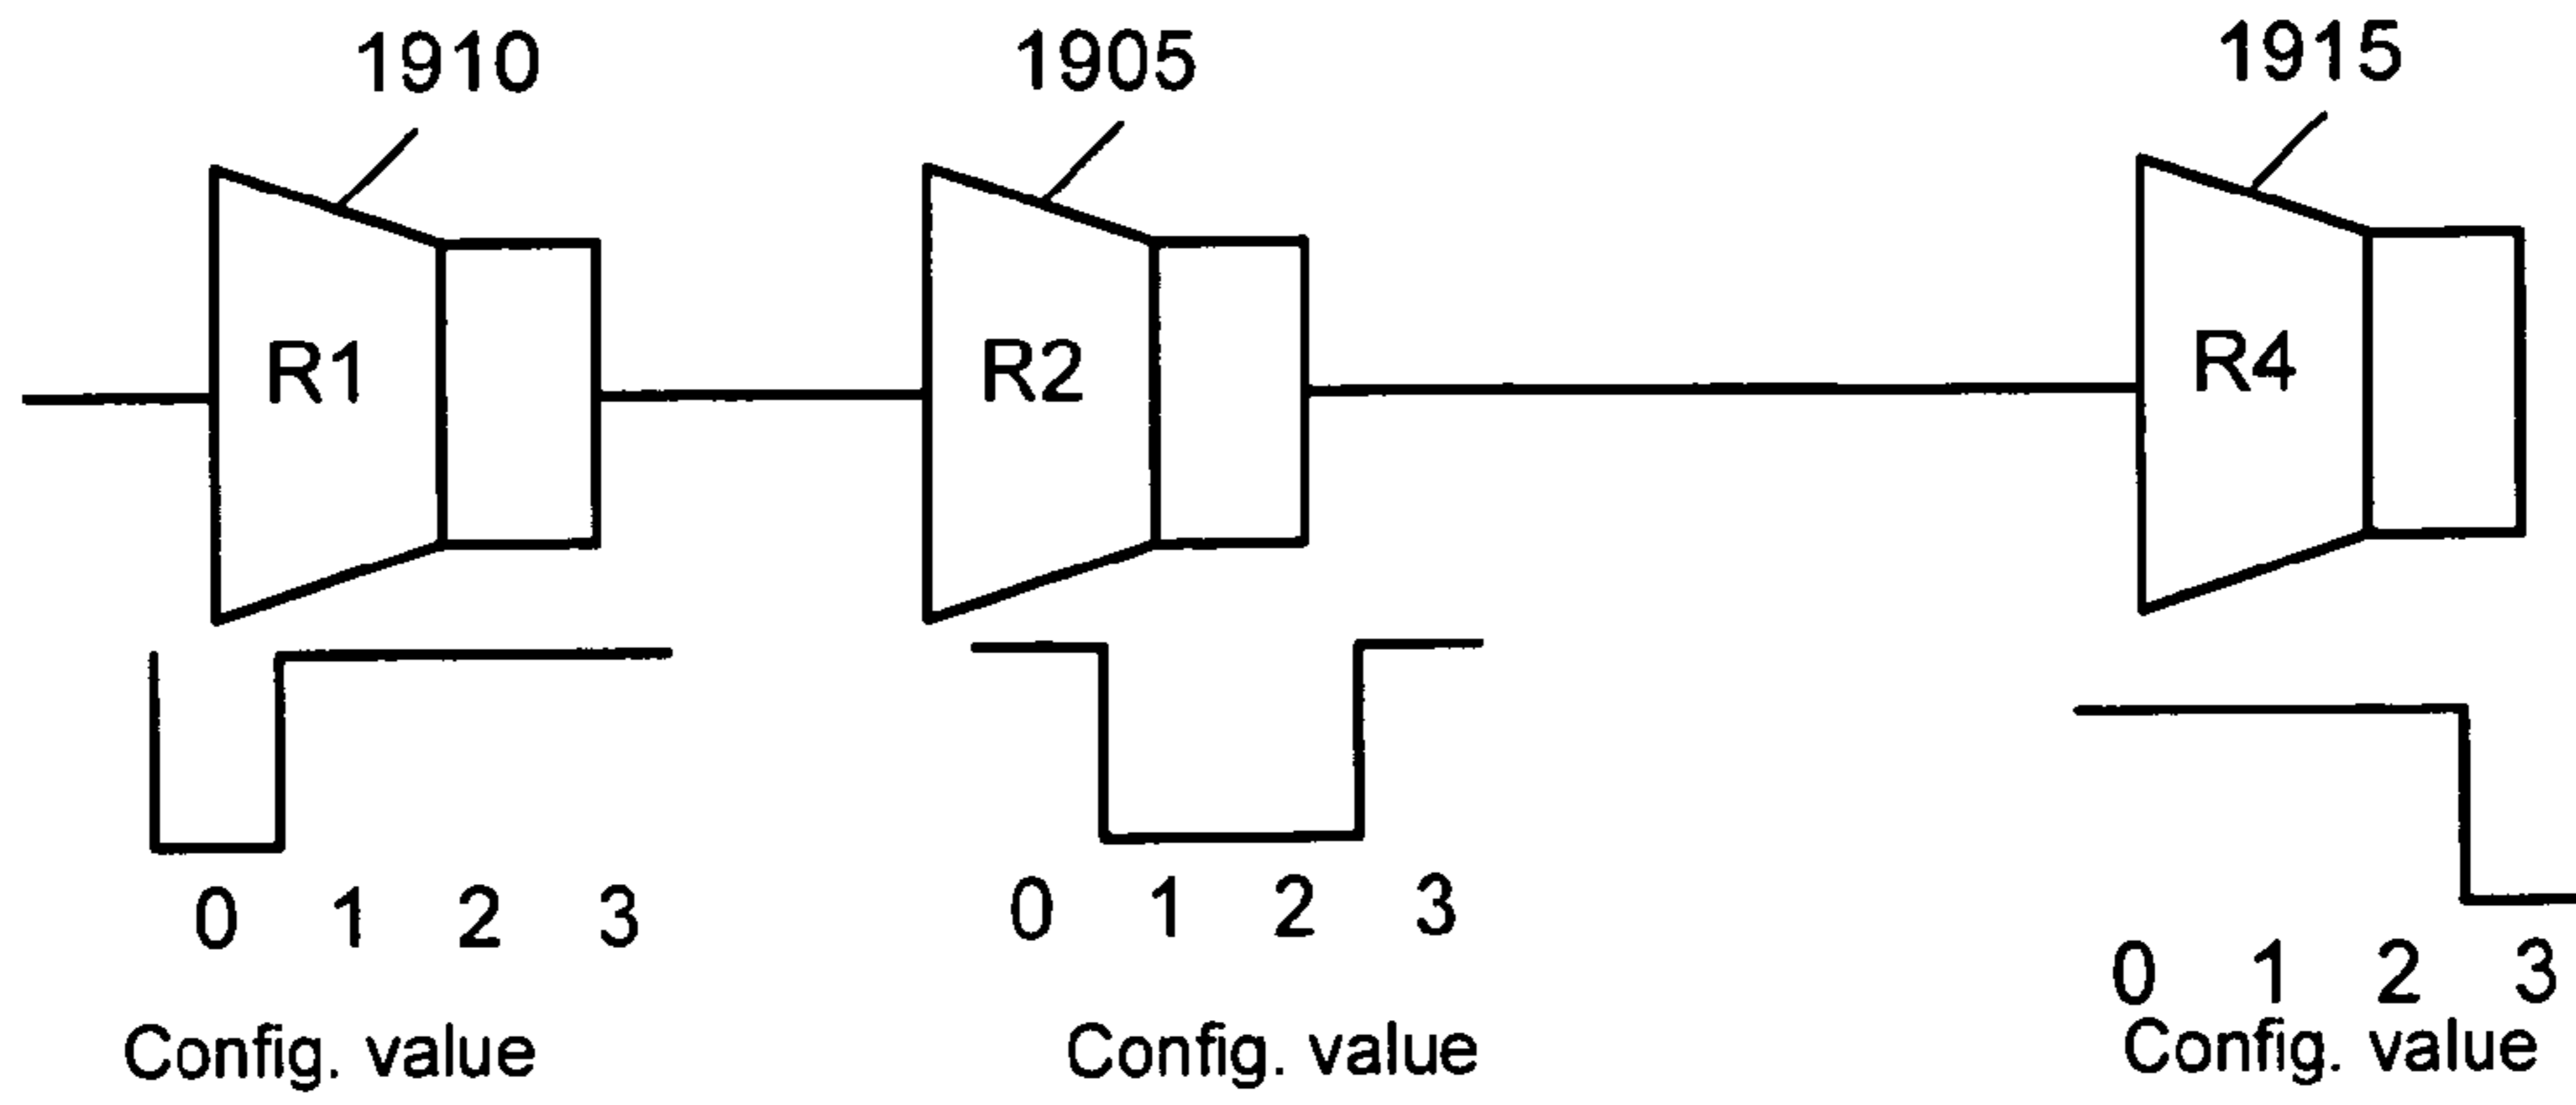 1910 1905 1915
R1 R2 R4
0 1 2 3 0 1 2 3 0 1 2 3
Config. value Config. value Config. value